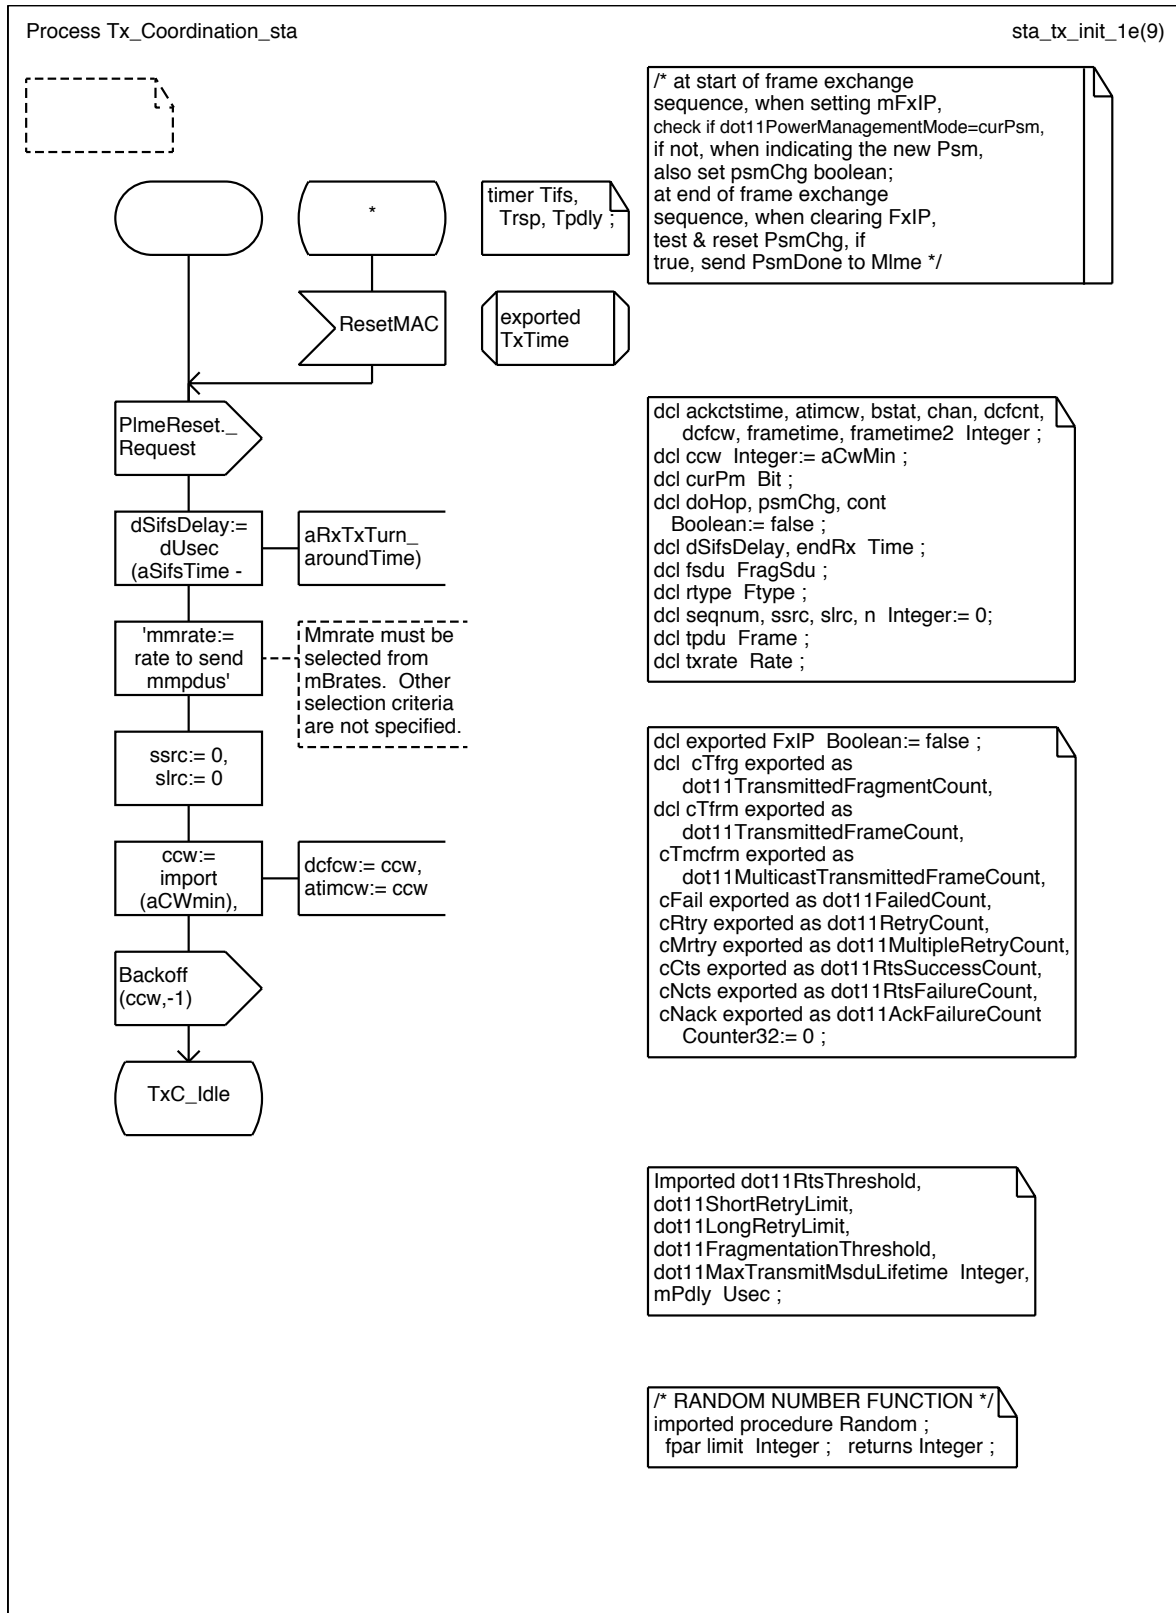 Process Tx_Coordination_sta
sta_tx_init_1e(9)
/* at start of frame exchange
sequence, when setting mFxIP,
check if dot11PowerManagementMode=curPsm,
if not, when indicating the new Psm,
also set psmChg boolean;
at end of frame exchange
sequence, when clearing FxIP,
test & reset PsmChg, if
true, send PsmDone to Mlme */
*
timer Tifs,
Trsp, Tpdly ;
ResetMAC
exported
TxTime
PlmeReset._
Request
dSifsDelay:=
dUsec
(aSifsTime -
aRxTxTurn_
aroundTime)
'mmrate:=
rate to send
mmpdus'
Mmrate must be
selected from
mBrates.  Other
selection criteria
are not specified.
ssrc:= 0,
slrc:= 0
ccw:=
import
(aCWmin),
dcfcw:= ccw,
atimcw:= ccw
Backoff
(ccw,-1)
TxC_Idle
dcl ackctstime, atimcw, bstat, chan, dcfcnt,
dcfcw, frametime, frametime2  Integer ;
dcl ccw  Integer:= aCwMin ;
dcl curPm  Bit ;
dcl doHop, psmChg, cont
Boolean:= false ;
dcl dSifsDelay, endRx  Time ;
dcl fsdu  FragSdu ;
dcl rtype  Ftype ;
dcl seqnum, ssrc, slrc, n  Integer:= 0;
dcl tpdu  Frame ;
dcl txrate  Rate ;
dcl exported FxIP  Boolean:= false ;
dcl  cTfrg exported as
dot11TransmittedFragmentCount,
dcl cTfrm exported as
dot11TransmittedFrameCount,
cTmcfrm exported as
dot11MulticastTransmittedFrameCount,
cFail exported as dot11FailedCount,
cRtry exported as dot11RetryCount,
cMrtry exported as dot11MultipleRetryCount,
cCts exported as dot11RtsSuccessCount,
cNcts exported as dot11RtsFailureCount,
cNack exported as dot11AckFailureCount
Counter32:= 0 ;
Imported dot11RtsThreshold,
dot11ShortRetryLimit,
dot11LongRetryLimit,
dot11FragmentationThreshold,
dot11MaxTransmitMsduLifetime  Integer,
mPdly  Usec ;
/* RANDOM NUMBER FUNCTION */
imported procedure Random ;
fpar limit  Integer ;   returns Integer ;